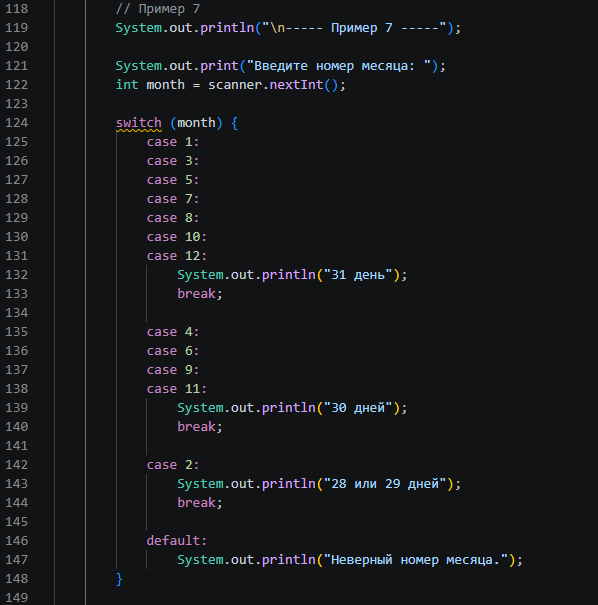 118 // Пример 7
119 System.out.println("\n----- Пример 7 -----");
120
121 System.out.print("Введите номер месяца: ");
122 int month = scanner.nextInt();
123
124 switch (month) {
125 case 1:
126 case 3:
127 case 5:
128 case 7:
129 case 8:
130 case 10:
131 case 12:
132 System.out.println("31 день");
133 break;
134
135 case 4:
136 case 6:
137 case 9:
138 case 11:
139 System.out.println("30 дней");
140 break;
141
142 case 2:
143 System.out.println("28 или 29 дней");
144 break;
145
146 default:
147 System.out.println("Неверный номер месяца.");
148 }
149